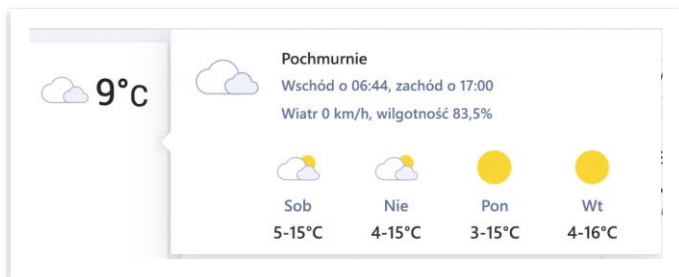 9°C
Pochmurnie
Wschód o 06:44, zachód o 17:00
Wiatr 0 km/h, wilgotność 83,5%
Sob Nie Pon Wt
5-15°C 4-15°C 3-15°C 4-16°C